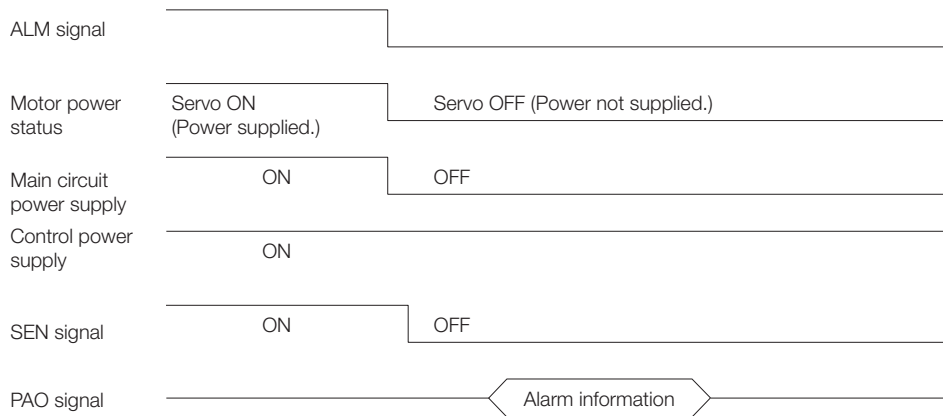 ALM signal
Motor power
status
Servo ON
(Power supplied.)
Servo OFF (Power not supplied.)
Main circuit
power supply
ON
OFF
Control power
supply
ON
SEN signal
ON
OFF
PAO signal
Alarm information